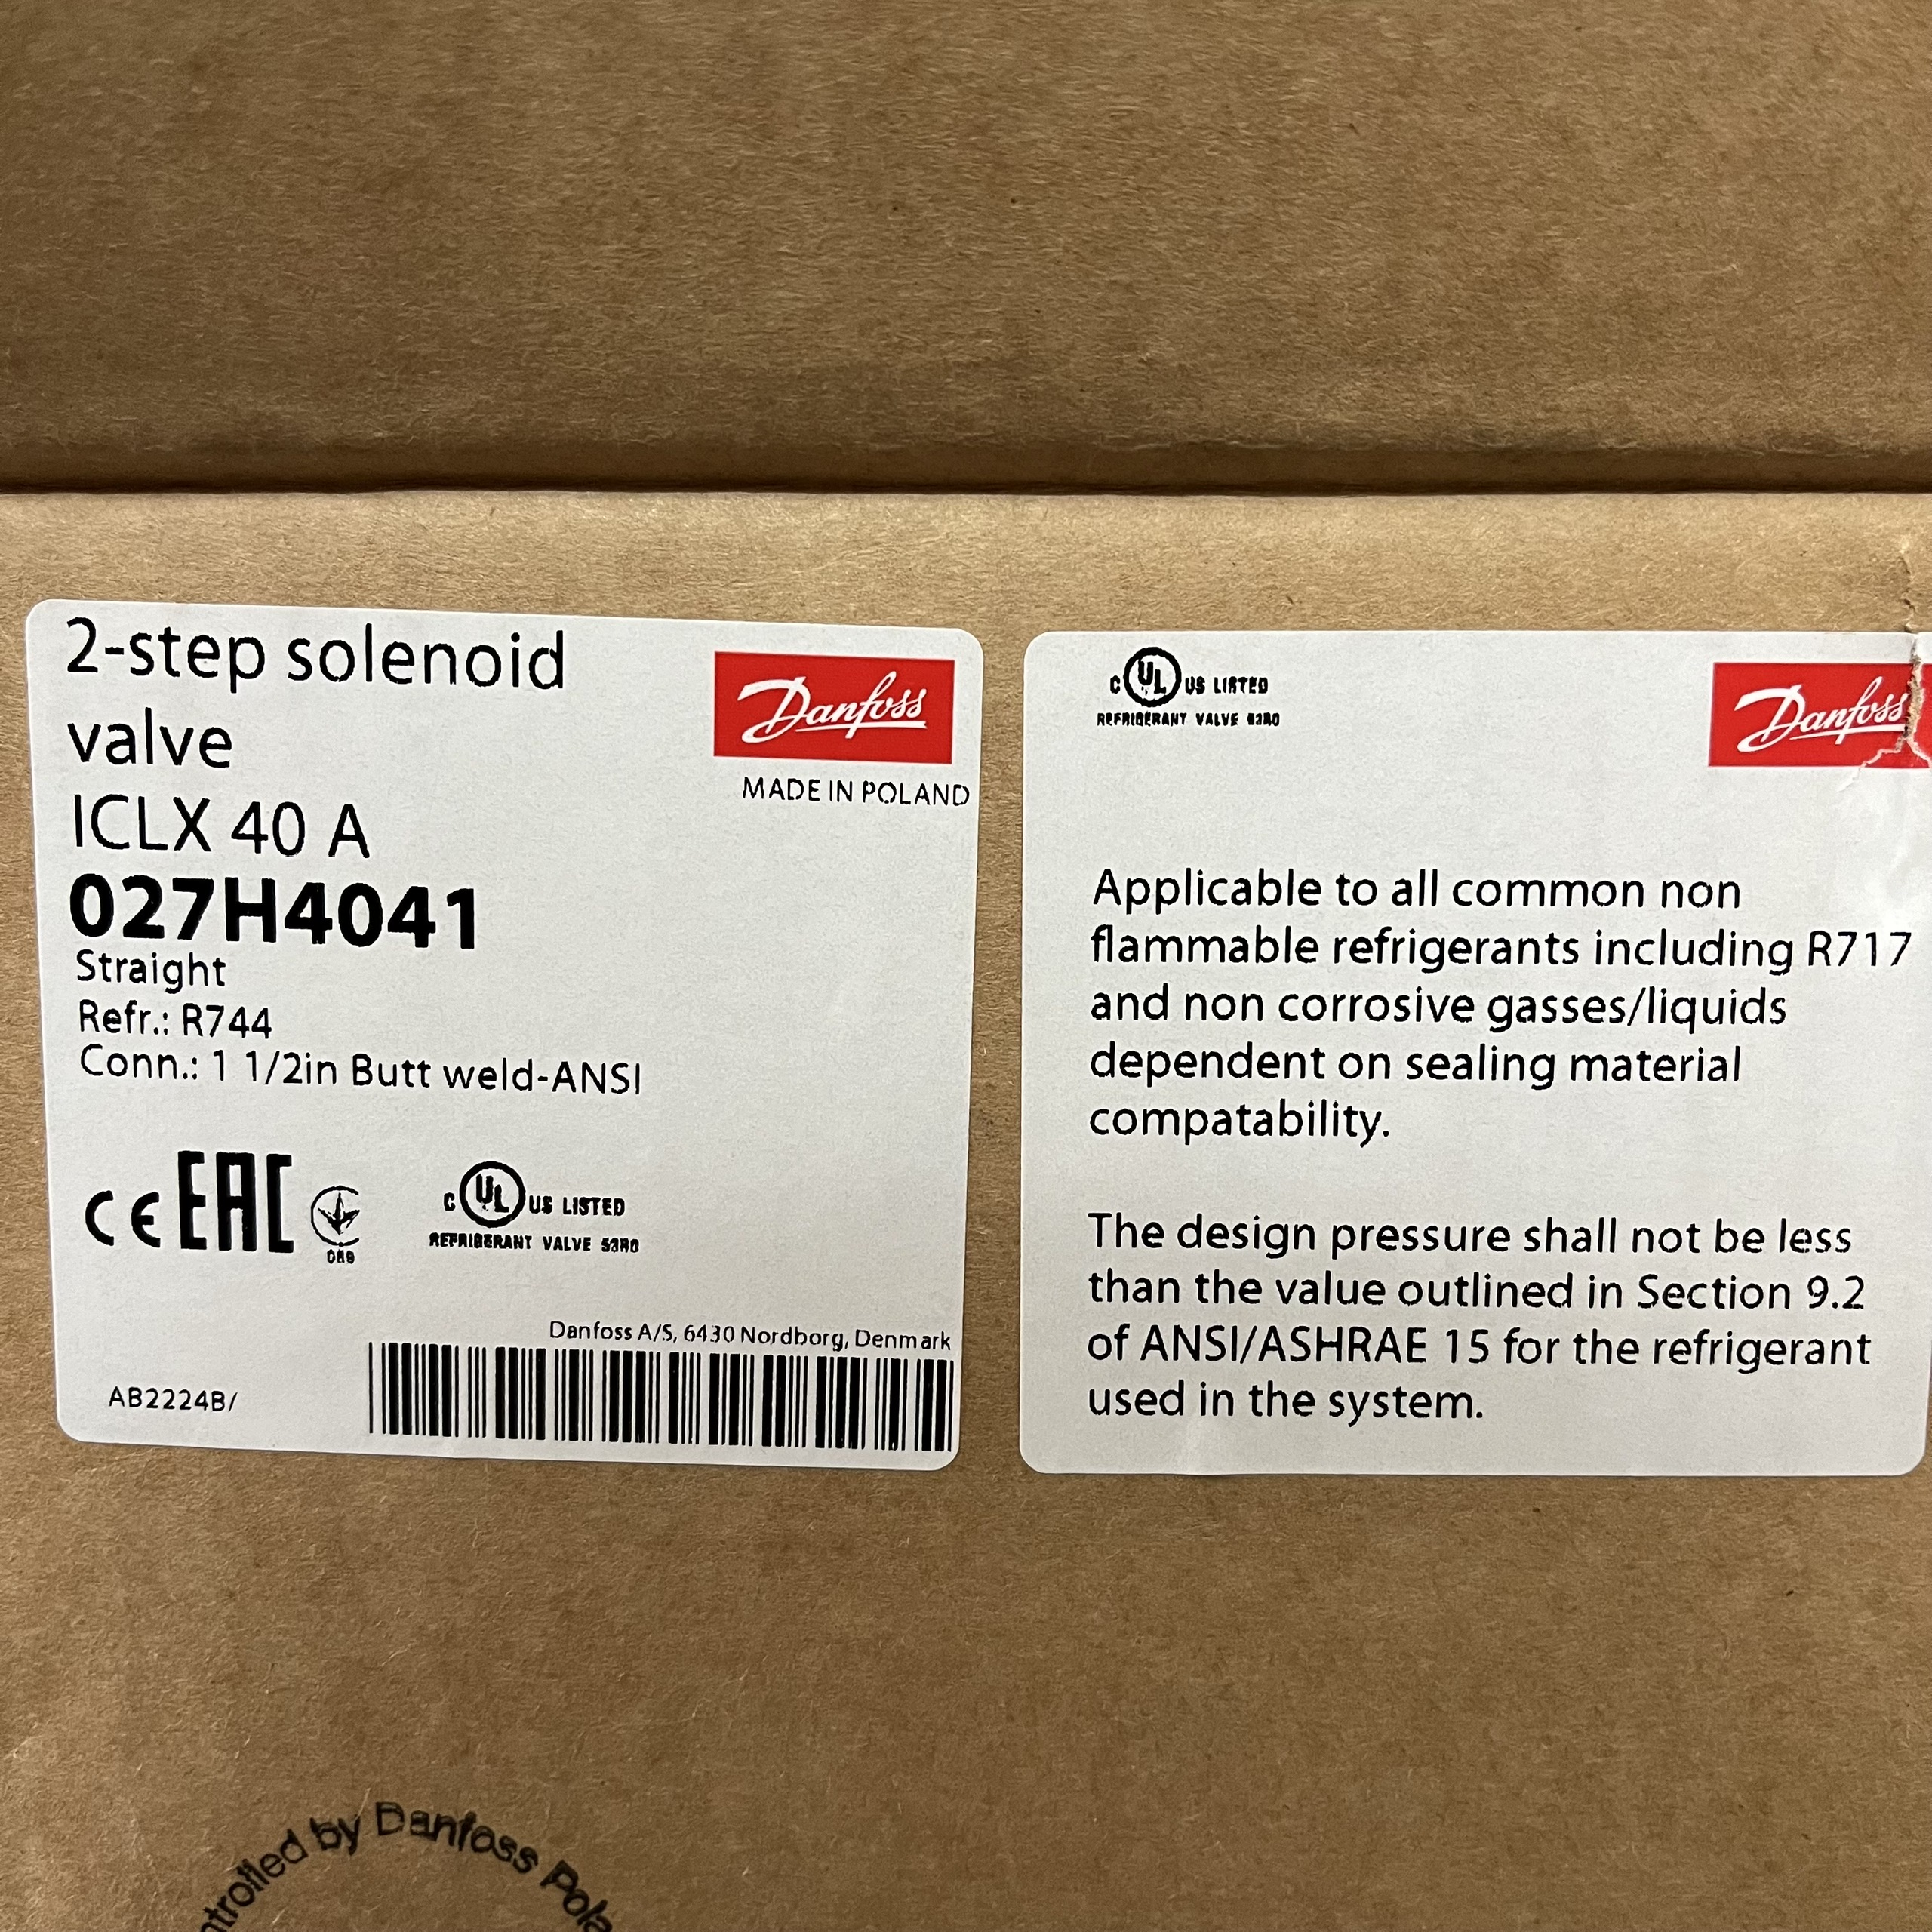 2-step solenoid
valve
ICLX 40 A
027H4041
Straight
Refr.: R744
Conn.: 1 1/2in Butt weld-ANSI
Danfoss
MADE IN POLAND
CE EAC
C UL US LISTED
REFRIGERANT VALVE
Danfoss A/S, 6430 Nordborg, Denmark
AB2224B/
C UL US LISTED
REFRIGERANT VALVE
Danfoss
Applicable to all common non
flammable refrigerants including R717
and non corrosive gasses/liquids
dependent on sealing material
compatability.
The design pressure shall not be less
than the value outlined in Section 9.2
of ANSI/ASHRAE 15 for the refrigerant
used in the system.
by Danfoss